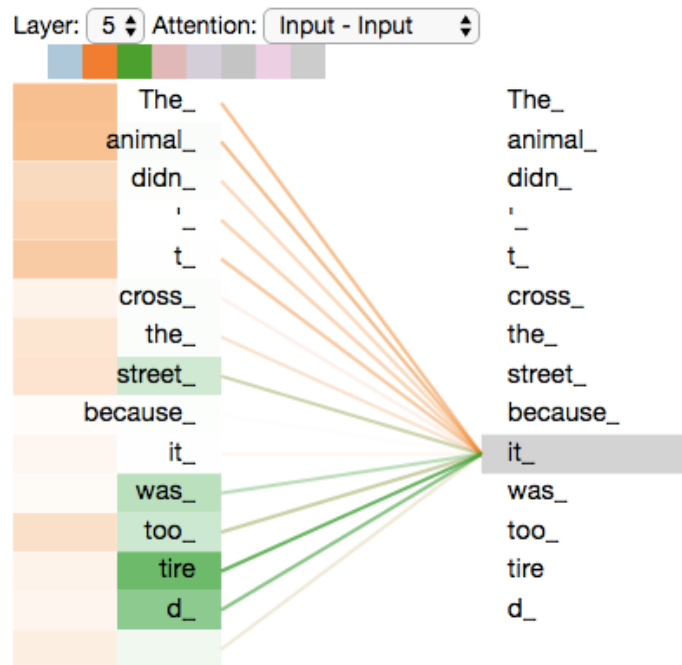 Layer: 5 Attention: Input - Input
The_ The_
animal_ animal_
didn_ didn_
'_ '_
t_ t_
cross_ cross_
the_ the_
street_ street_
because_ because_
it_ it_
was_ was_
too_ too_
tire tire
d_ d_